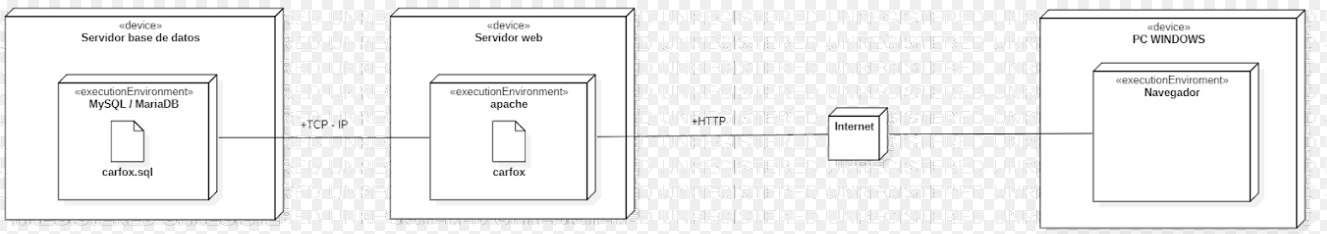 «device»
Servidor base de datos
«executionEnvironment»
MySQL / MariaDB
carfox.sql
+TCP - IP
«device»
Servidor web
«executionEnvironment»
apache
carfox
+HTTP
Internet
«device»
PC WINDOWS
«executionEnviroment»
Navegador